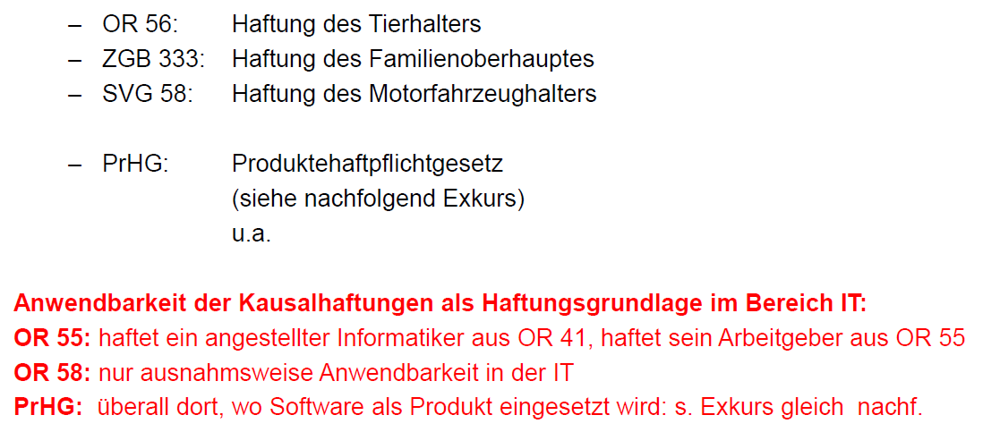 – OR 56: Haftung des Tierhalters
– ZGB 333: Haftung des Familienoberhauptes
– SVG 58: Haftung des Motorfahrzeughalters
– PrHG: Produktehaftpflichtgesetz
(siehe nachfolgend Exkurs)
u.a.
Anwendbarkeit der Kausalhaftungen als Haftungsgrundlage im Bereich IT:
OR 55: haftet ein angestellter Informatiker aus OR 41, haftet sein Arbeitgeber aus OR 55
OR 58: nur ausnahmsweise Anwendbarkeit in der IT
PrHG: überall dort, wo Software als Produkt eingesetzt wird: s. Exkurs gleich nachf.